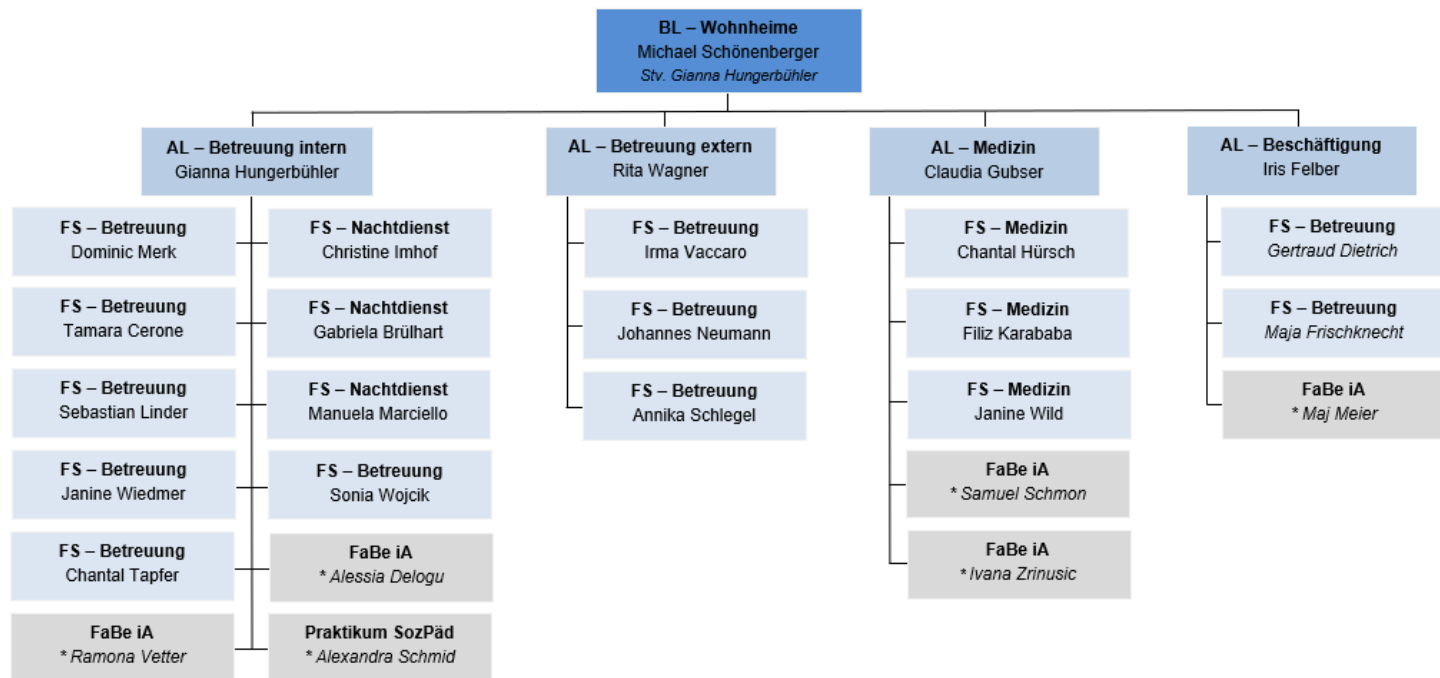 BL – Wohnheime
Michael Schönenberger
Stv. Gianna Hungerbühler
AL – Betreuung intern
Gianna Hungerbühler
AL – Betreuung extern
Rita Wagner
AL – Medizin
Claudia Gubser
AL – Beschäftigung
Iris Felber
FS – Betreuung
Dominic Merk
FS – Nachtdienst
Christine Imhof
FS – Betreuung
Tamara Cerone
FS – Nachtdienst
Gabriela Brülhart
FS – Betreuung
Sebastian Linder
FS – Nachtdienst
Manuela Marciello
FS – Betreuung
Janine Wiedmer
FS – Betreuung
Sonia Wojcik
FS – Betreuung
Chantal Tapfer
FaBe iA
* Alessia Delogu
FaBe iA
* Ramona Vetter
Praktikum SozPäd
* Alexandra Schmid
FS – Betreuung
Irma Vaccaro
FS – Betreuung
Johannes Neumann
FS – Betreuung
Annika Schlegel
FS – Medizin
Chantal Hürsch
FS – Medizin
Filiz Karababa
FS – Medizin
Janine Wild
FaBe iA
* Samuel Schmon
FaBe iA
* Ivana Zrinusic
FS – Betreuung
Gertraud Dietrich
FS – Betreuung
Maja Frischknecht
FaBe iA
* Maj Meier